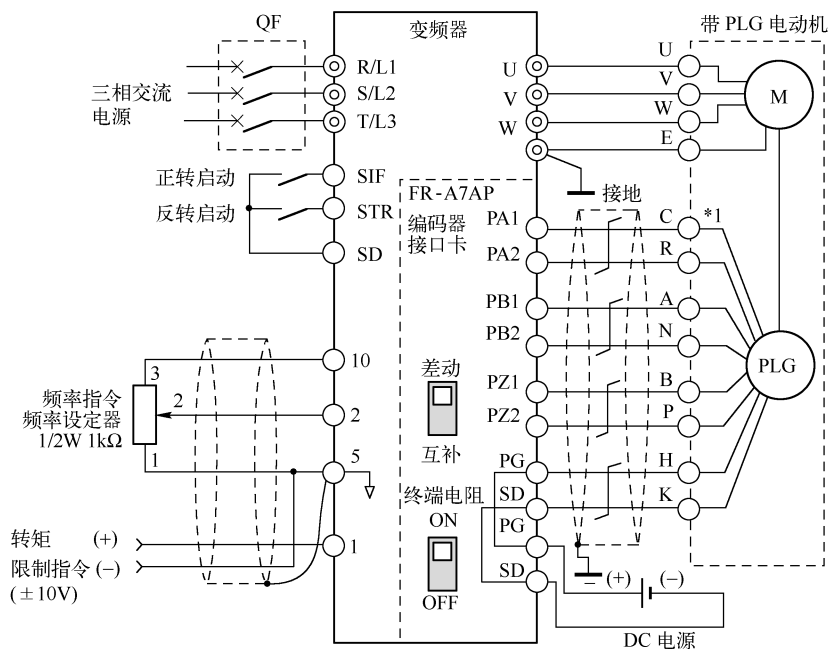 QF
变频器
带 PLG 电动机
三相交流
电源
R/L1
S/L2
T/L3
U
V
W
U
V
W
E
M
正转启动
反转启动
SIF
STR
SD
接地
FR-A7AP
编码器
接口卡
PA1
PA2
PB1
PB2
PZ1
PZ2
PG
SD
PG
SD
C
*1
R
A
N
B
P
H
K
PLG
差动
互补
终端电阻
ON
OFF
频率指令
频率设定器
1/2W 1kΩ
3
2
1
10
2
5
1
转矩 (+)
限制指令 (−)
(±10V)
(+)
(−)
DC 电源